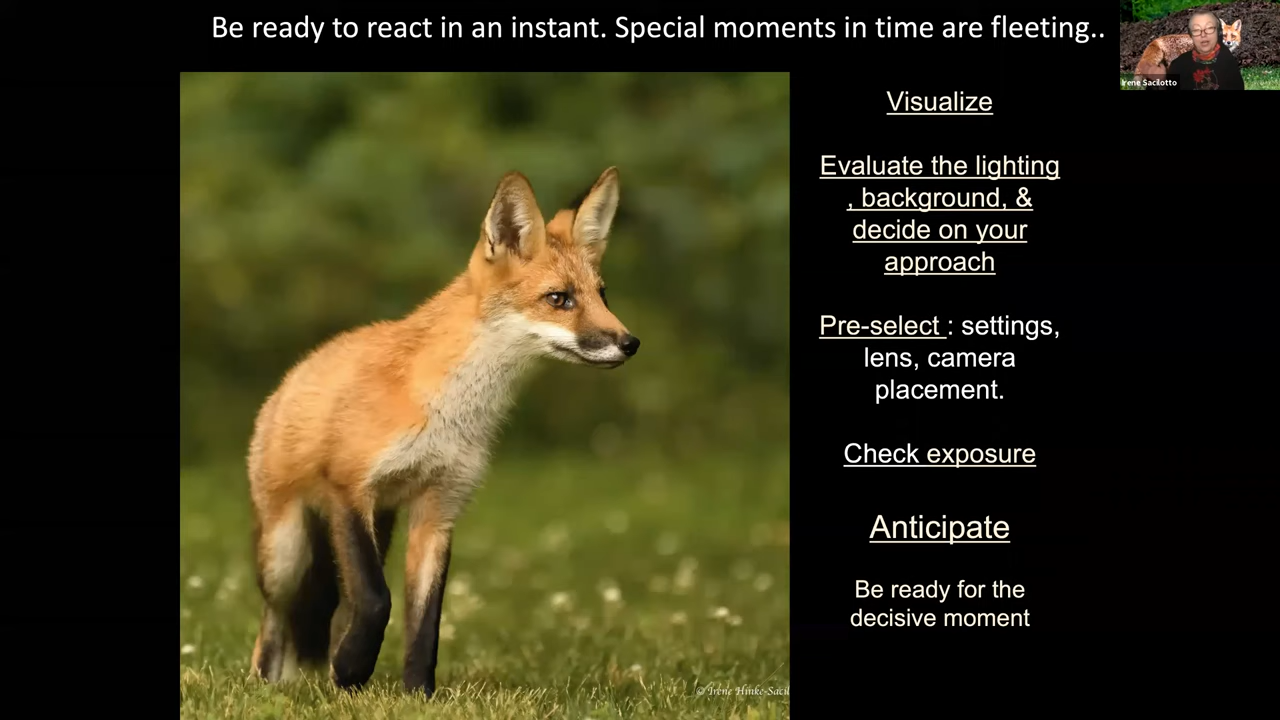 Be ready to react in an instant. Special moments in time are fleeting..
Irene Sacilotto
Visualize
Evaluate the lighting
, background, &
decide on your
approach
Pre-select : settings,
lens, camera
placement.
Check exposure
Anticipate
Be ready for the
decisive moment
© Irene Hinke-Sacil